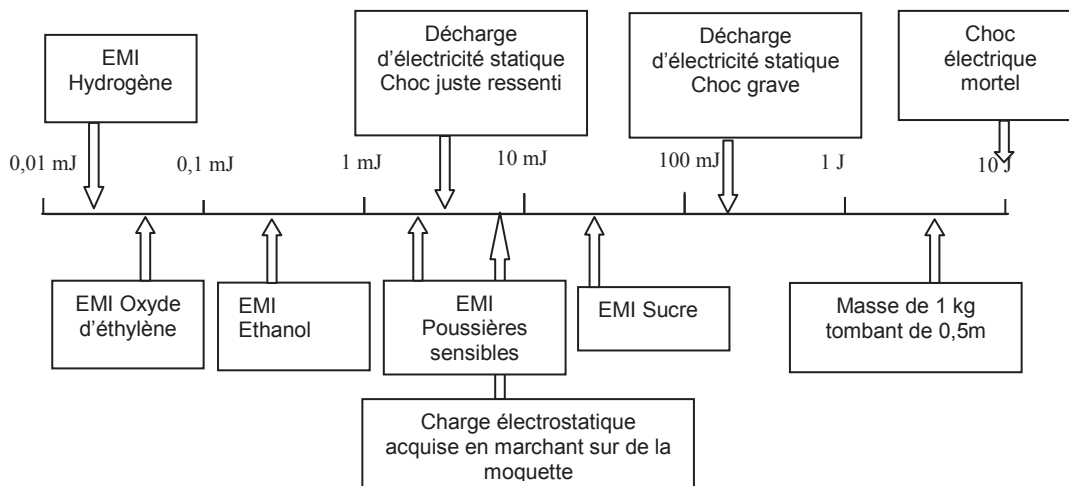 EMI
Hydrogène
Décharge
d'électricité statique
Choc juste ressenti
Décharge
d'électricité statique
Choc grave
Choc
électrique
mortel
0,01 mJ
0,1 mJ
1 mJ
10 mJ
100 mJ
1 J
10 J
EMI Oxyde
d'éthylène
EMI
Ethanol
EMI
Poussières
sensibles
EMI Sucre
Masse de 1 kg
tombant de 0,5m
Charge électrostatique
acquise en marchant sur de la
moquette